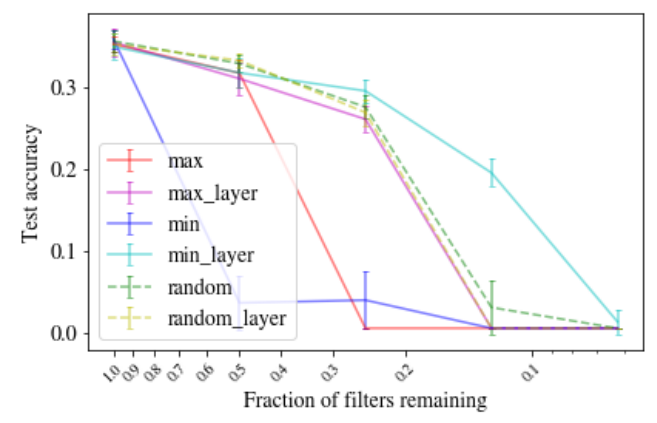 0.3
0.2
0.1
0.0
Test accuracy
max
max_layer
min
min_layer
random
random_layer
1.0 0.9 0.8 0.7 0.6 0.5 0.4 0.3 0.2 0.1
Fraction of filters remaining